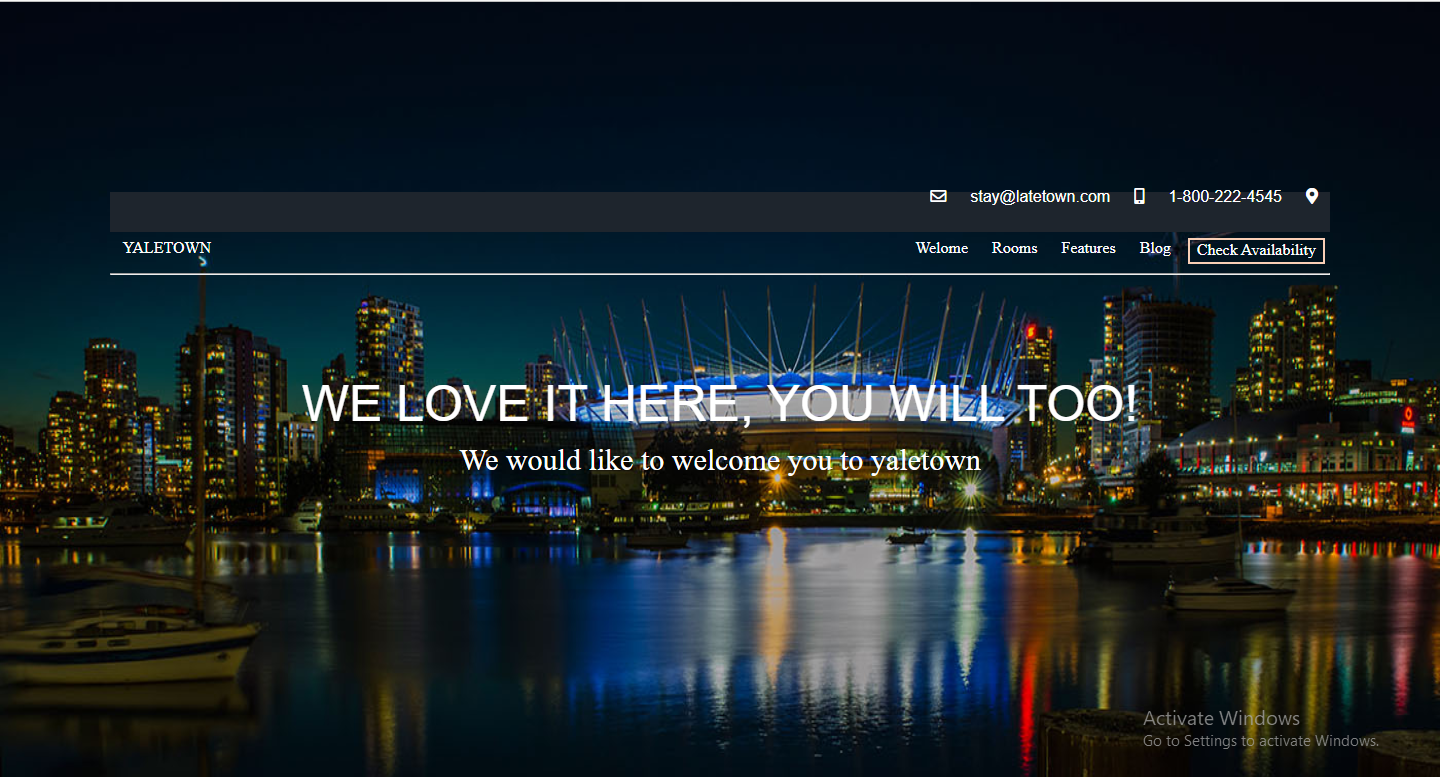 stay@latetown.com 1-800-222-4545
YALETOWN Welome Rooms Features Blog Check Availability
WE LOVE IT HERE, YOU WILL TOO!
We would like to welcome you to yaletown
Activate Windows
Go to Settings to activate Windows.